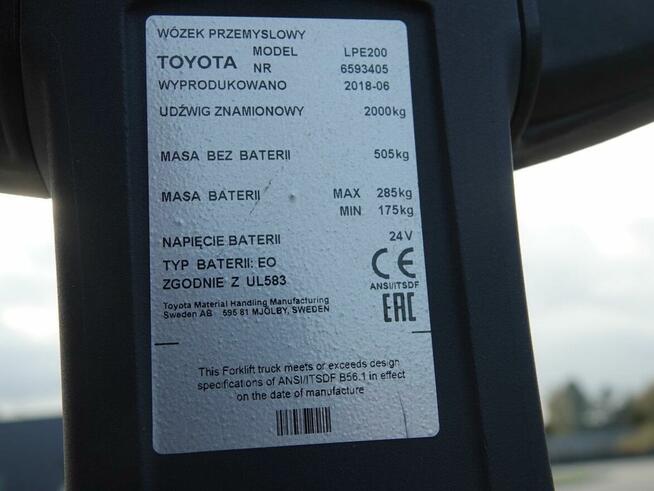 WÓZEK PRZEMYSŁOWY
TOYOTA MODEL LPE200
NR 6593405
WYPRODUKOWANO 2018-06
UDŹWIG ZNAMIONOWY 2000kg
MASA BEZ BATERII 505kg
MASA BATERII MAX 285kg
MIN 175kg
NAPIĘCIE BATERII 24V
TYP BATERII: EO CE
ZGODNIE Z UL583 ANSI/ITSDF
Toyota Material Handling Manufacturing
Sweden AB 595 81 MJÖLBY, SWEDEN EAC
This Forklift truck meets or exceeds design
specifications of ANSI/ITSDF B56.1 in effect
on the date of manufacture